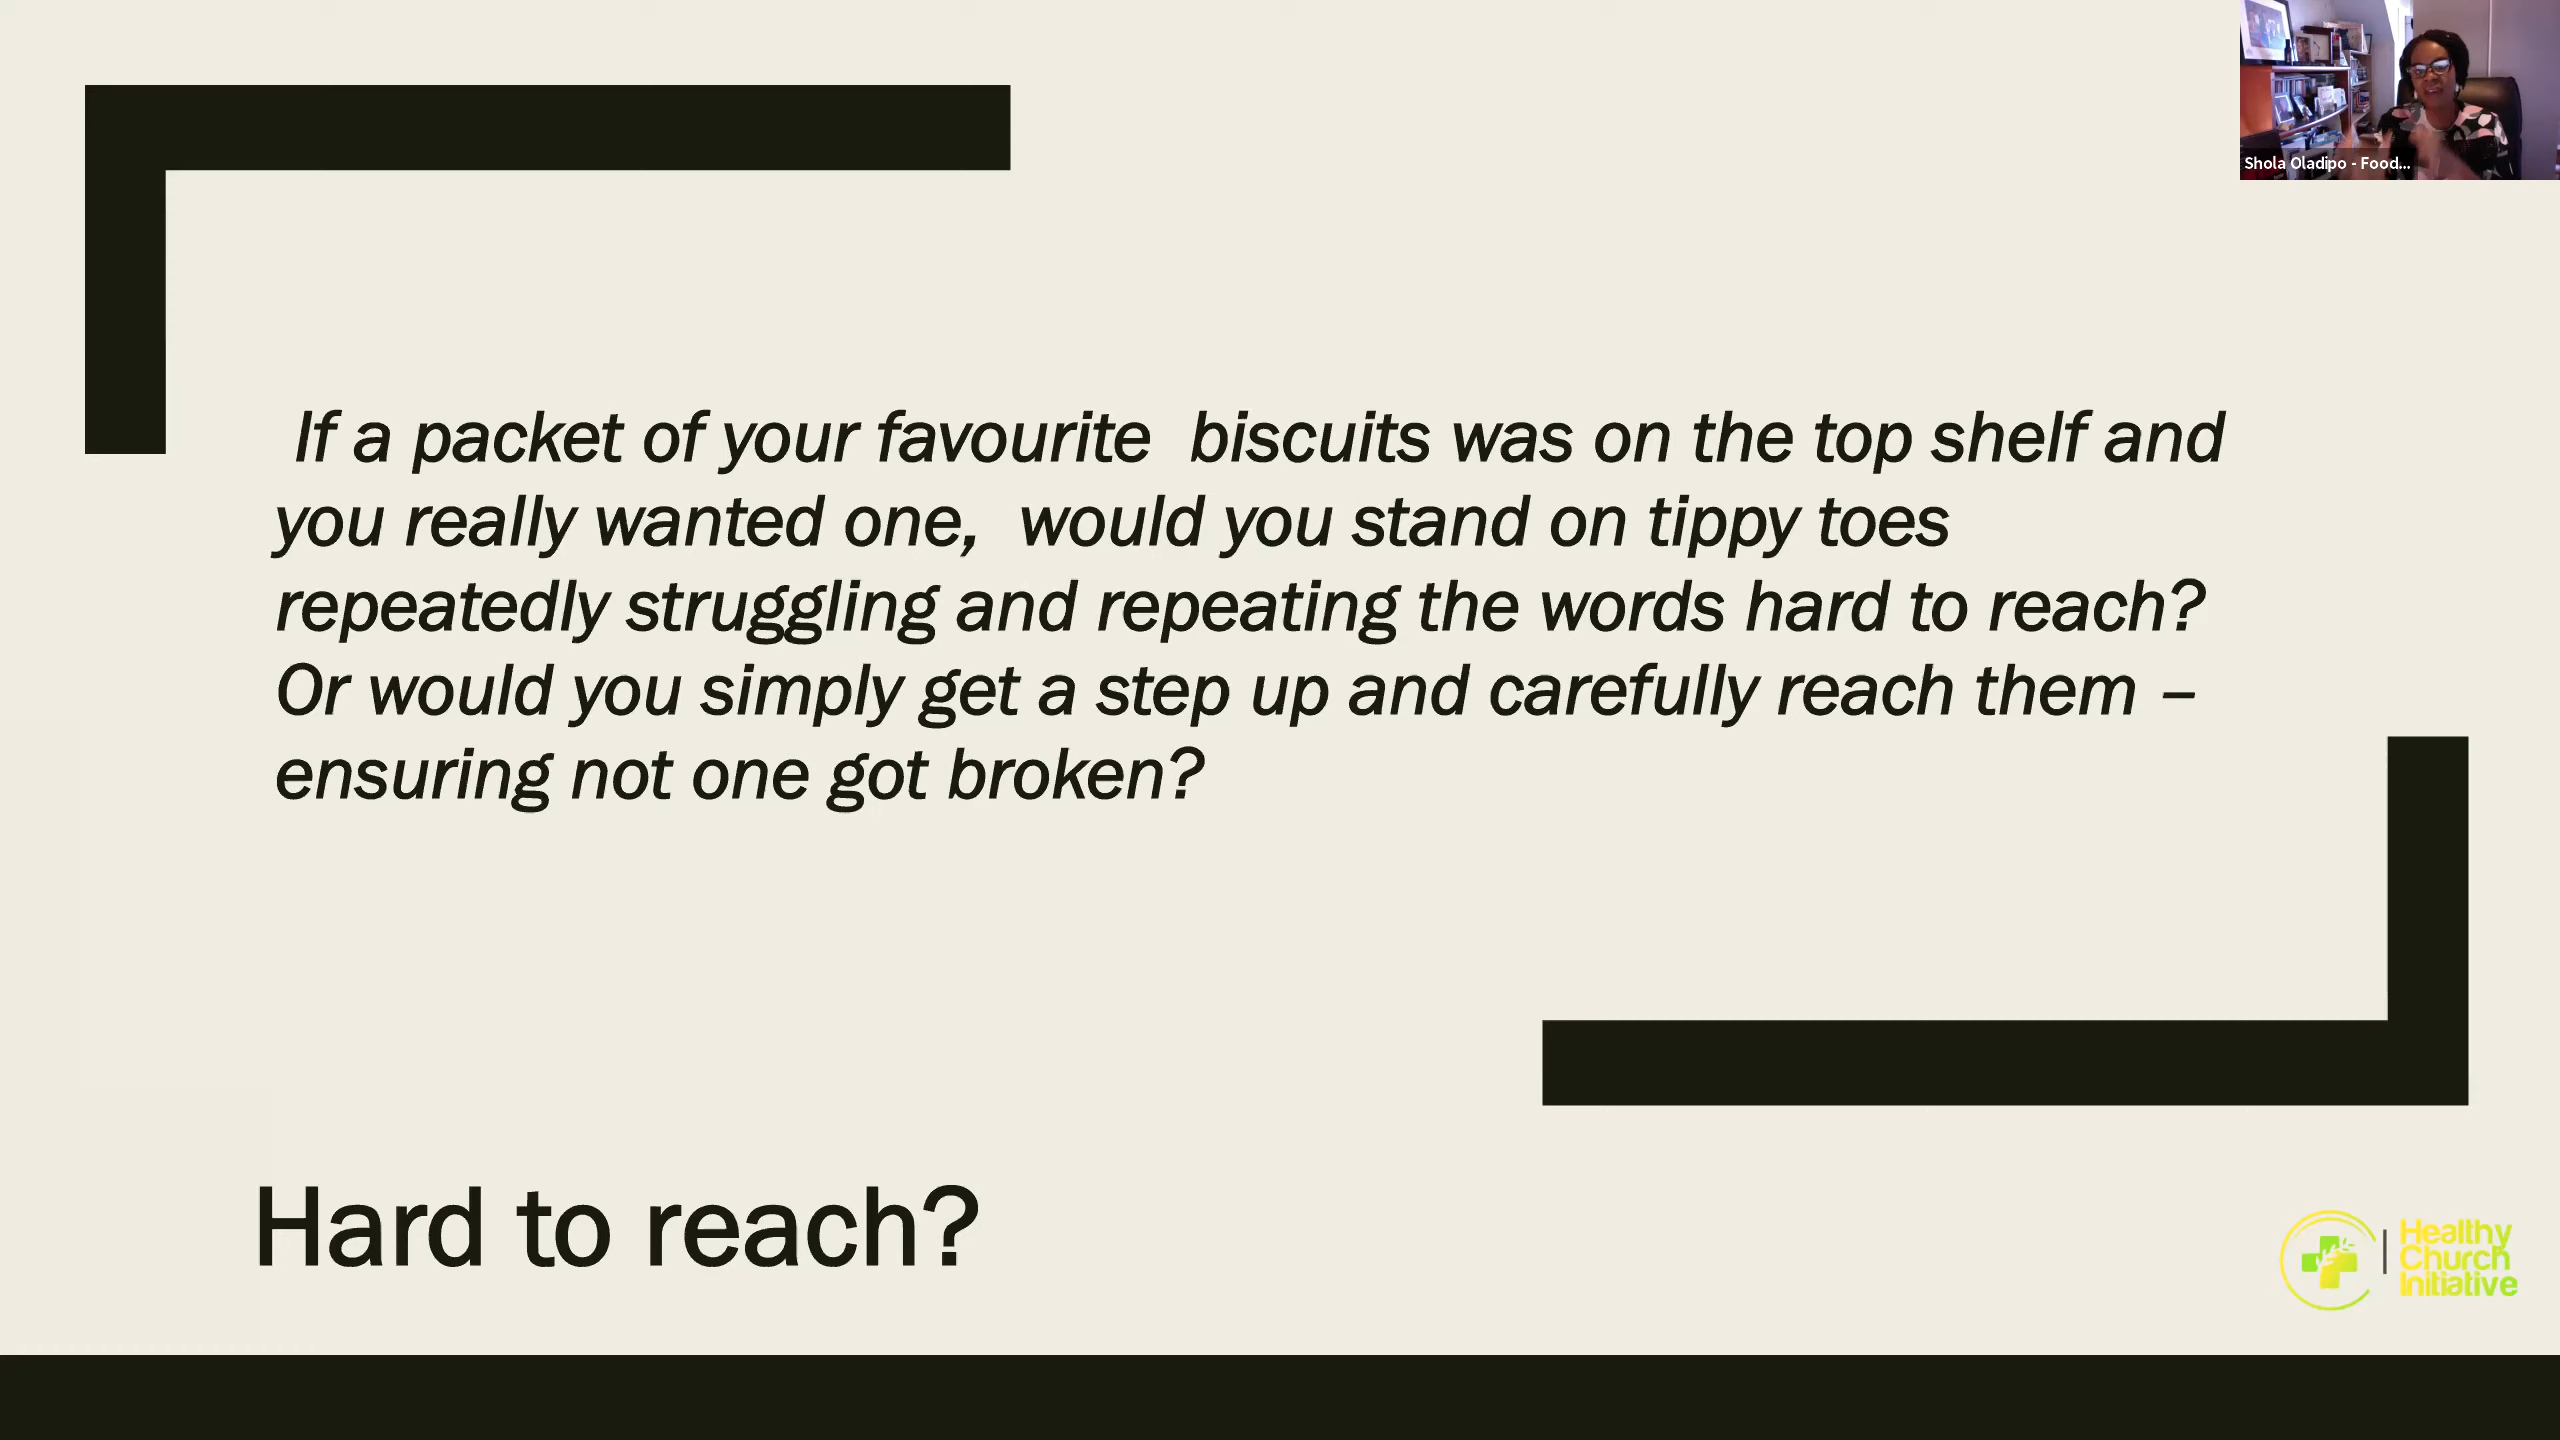 Shola Oladipo - Food...
If a packet of your favourite  biscuits was on the top shelf and
you really wanted one,  would you stand on tippy toes
repeatedly struggling and repeating the words hard to reach?
Or would you simply get a step up and carefully reach them –
ensuring not one got broken?
Hard to reach?
Healthy
Church
Initiative